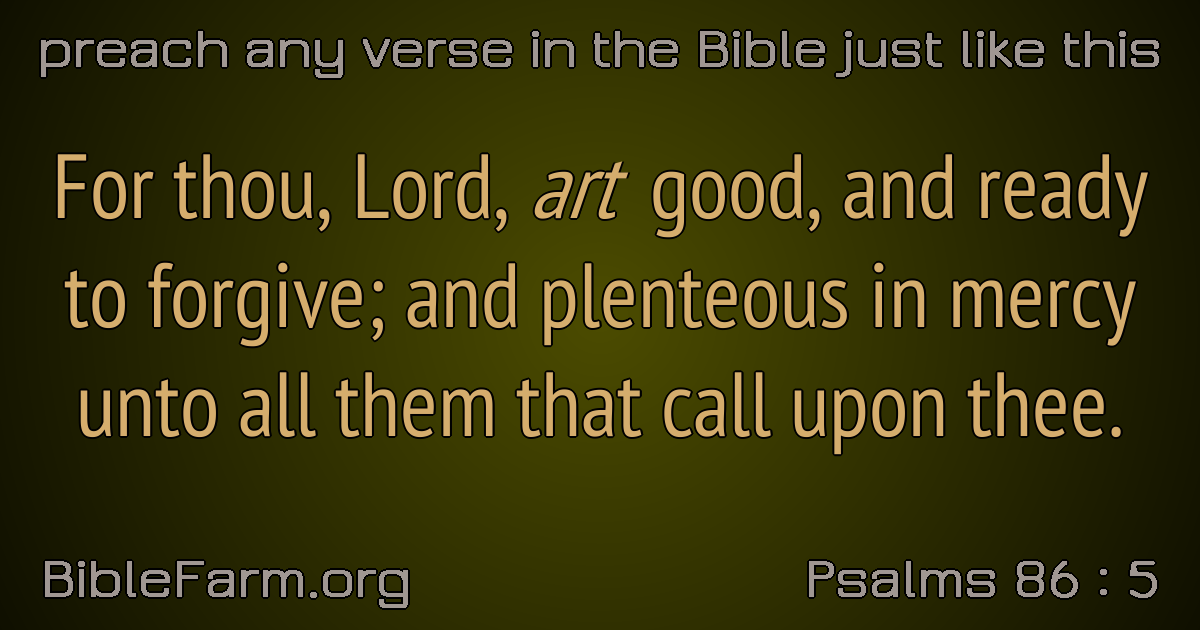 preach any verse in the Bible just like this
For thou, Lord, art good, and ready
to forgive; and plenteous in mercy
unto all them that call upon thee.
BibleFarm.org
Psalms 86 : 5